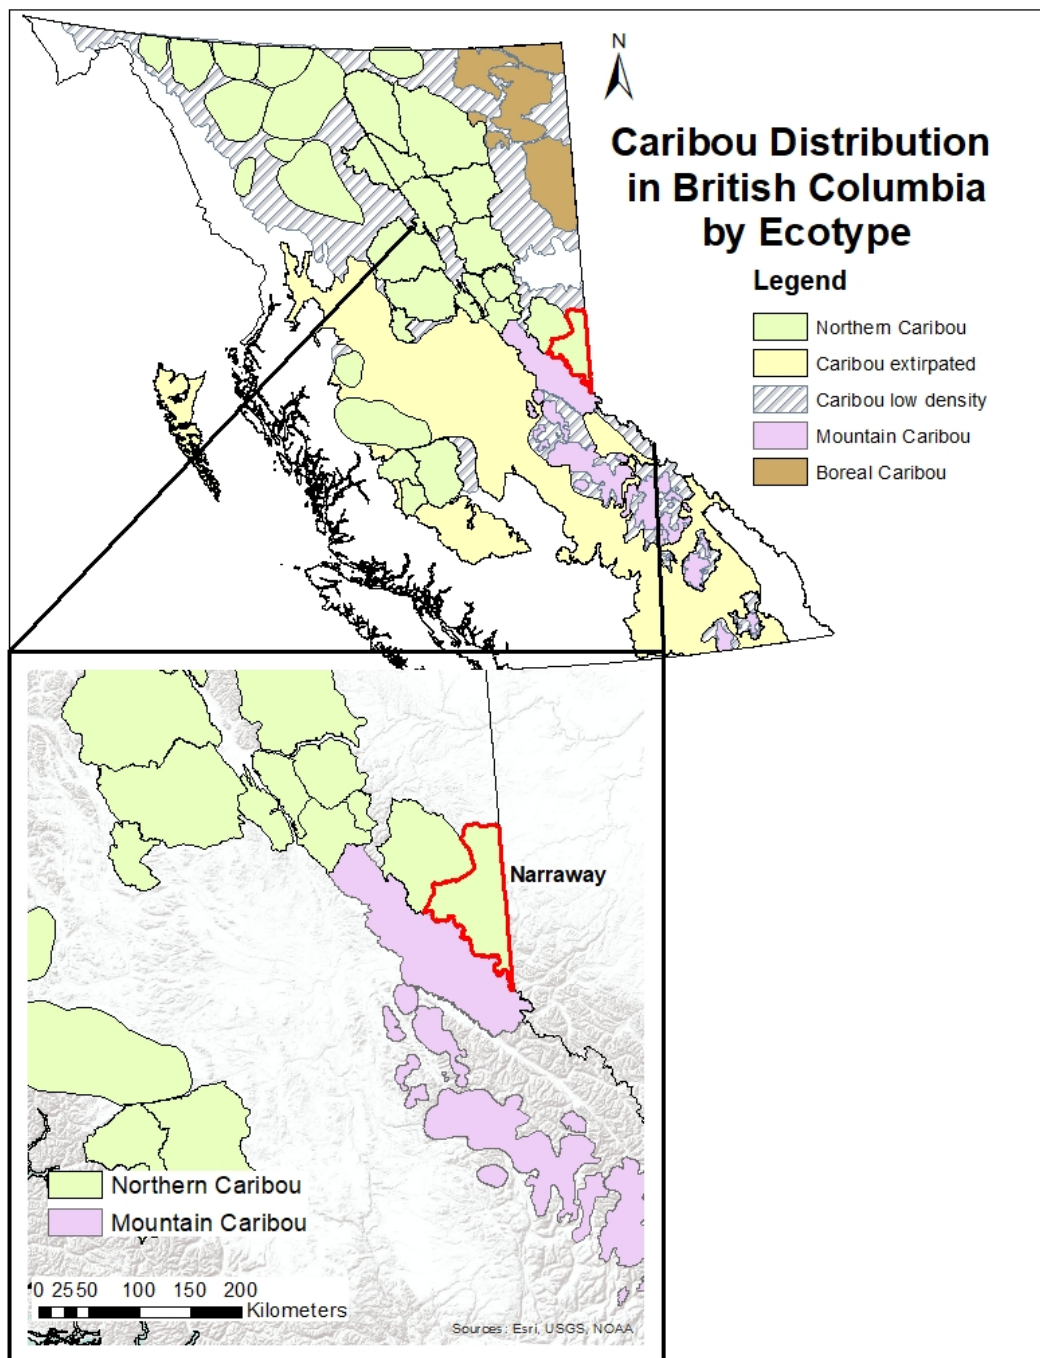 N
Caribou Distribution
in British Columbia
by Ecotype
Legend
Northern Caribou
Caribou extirpated
Caribou low density
Mountain Caribou
Boreal Caribou
Narraway
Northern Caribou
Mountain Caribou
0 25 50 100 150 200
Kilometers
Sources: Esri, USGS, NOAA